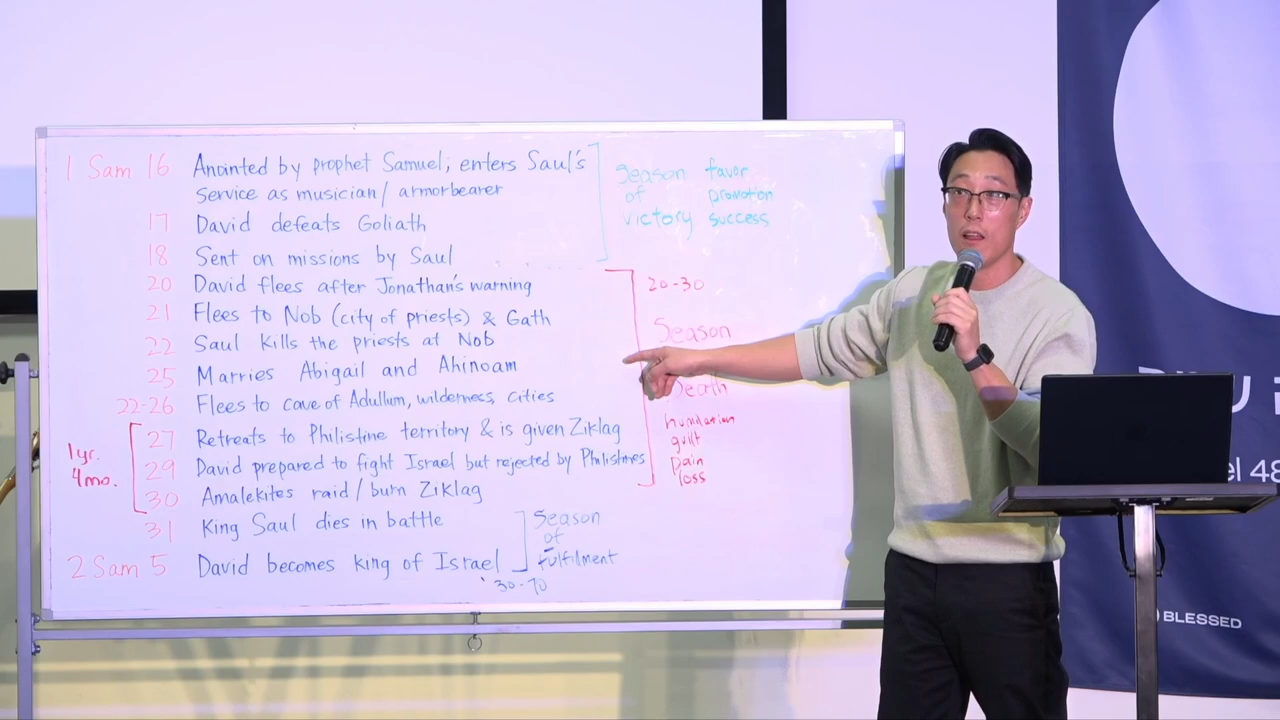 1 Sam 16 Anointed by prophet Samuel; enters Saul's
service as musician/armorbearer
17 David defeats Goliath
18 Sent on missions by Saul
20 David flees after Jonathan's warning
21 Flees to Nob (city of priests) & Gath
22 Saul kills the priests at Nob
25 Marries Abigail and Ahinoam
22-26 Flees to cave of Adullum, wilderness, cities
27 Retreats to Philistine territory & is given Ziklag
29 David prepared to fight Israel but rejected by Philistines
30 Amalekites raid/burn Ziklag
31 King Saul dies in battle
2 Sam 5 David becomes king of Israel
1yr.
4mo.
Season favor
of promotion
victory success
20-30
Season
Death
guilt
Pain
loss
Season
of
fulfillment
30-70
el 48
BLESSED